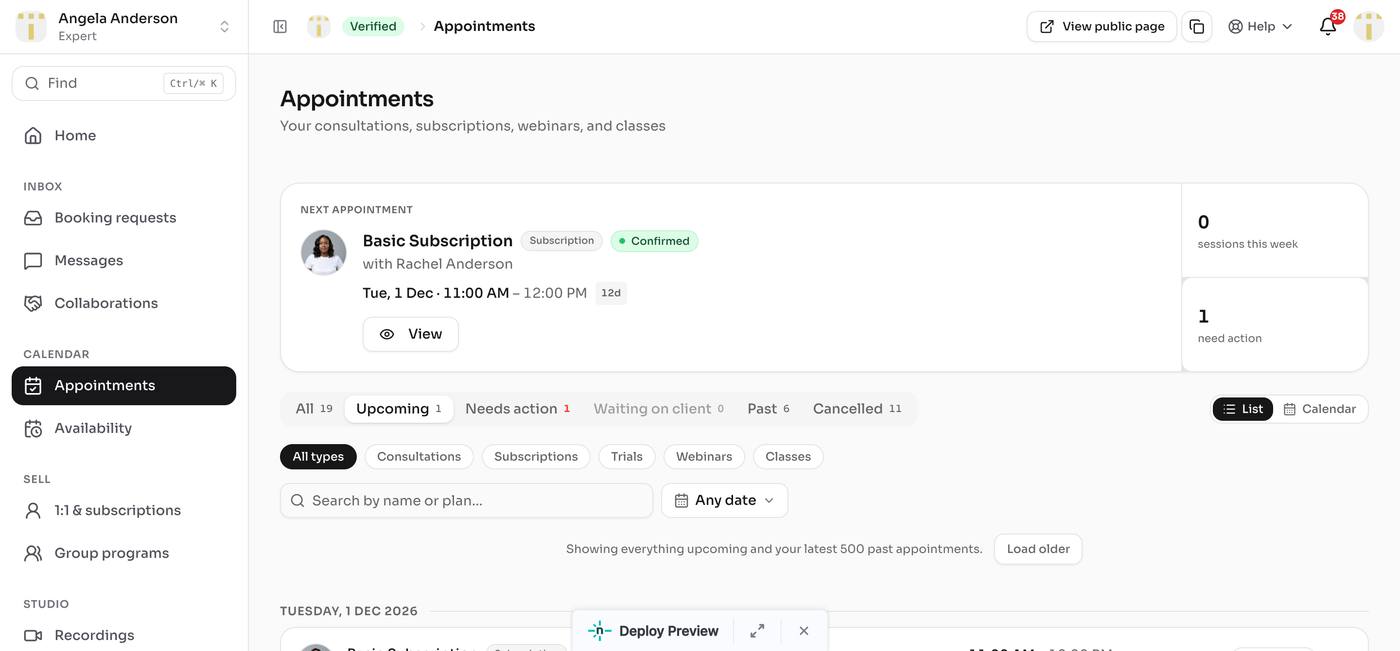 Angela Anderson
Expert
Verified
Appointments
View public page
Help
38
Find
Ctrl/⌘ K
Home
INBOX
Booking requests
Messages
Collaborations
CALENDAR
Appointments
Availability
SELL
1:1 & subscriptions
Group programs
STUDIO
Recordings
Appointments
Your consultations, subscriptions, webinars, and classes
NEXT APPOINTMENT
Basic Subscription Subscription Confirmed
with Rachel Anderson
Tue, 1 Dec · 11:00 AM – 12:00 PM 12d
View
0
sessions this week
1
need action
All 19 Upcoming 1 Needs action 1 Waiting on client 0 Past 6 Cancelled 11
List Calendar
All types Consultations Subscriptions Trials Webinars Classes
Search by name or plan...
Any date
Showing everything upcoming and your latest 500 past appointments. Load older
TUESDAY, 1 DEC 2026
Deploy Preview